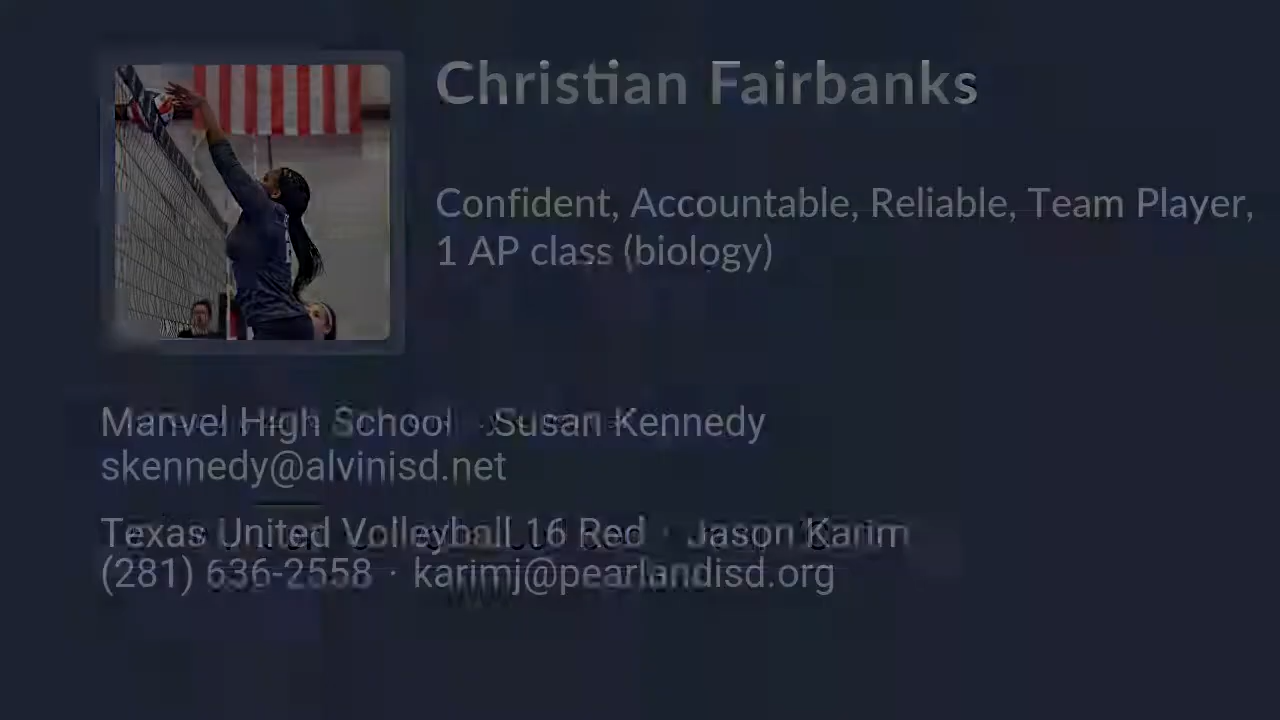 Christian Fairbanks
Confident, Accountable, Reliable, Team Player,
1 AP class (biology)
Manvel High School · Susan Kennedy
skennedy@alvinisd.net
Texas United Volleyball 16 Red · Jason Karim
(281) 636-2558 · karimj@pearlandisd.org